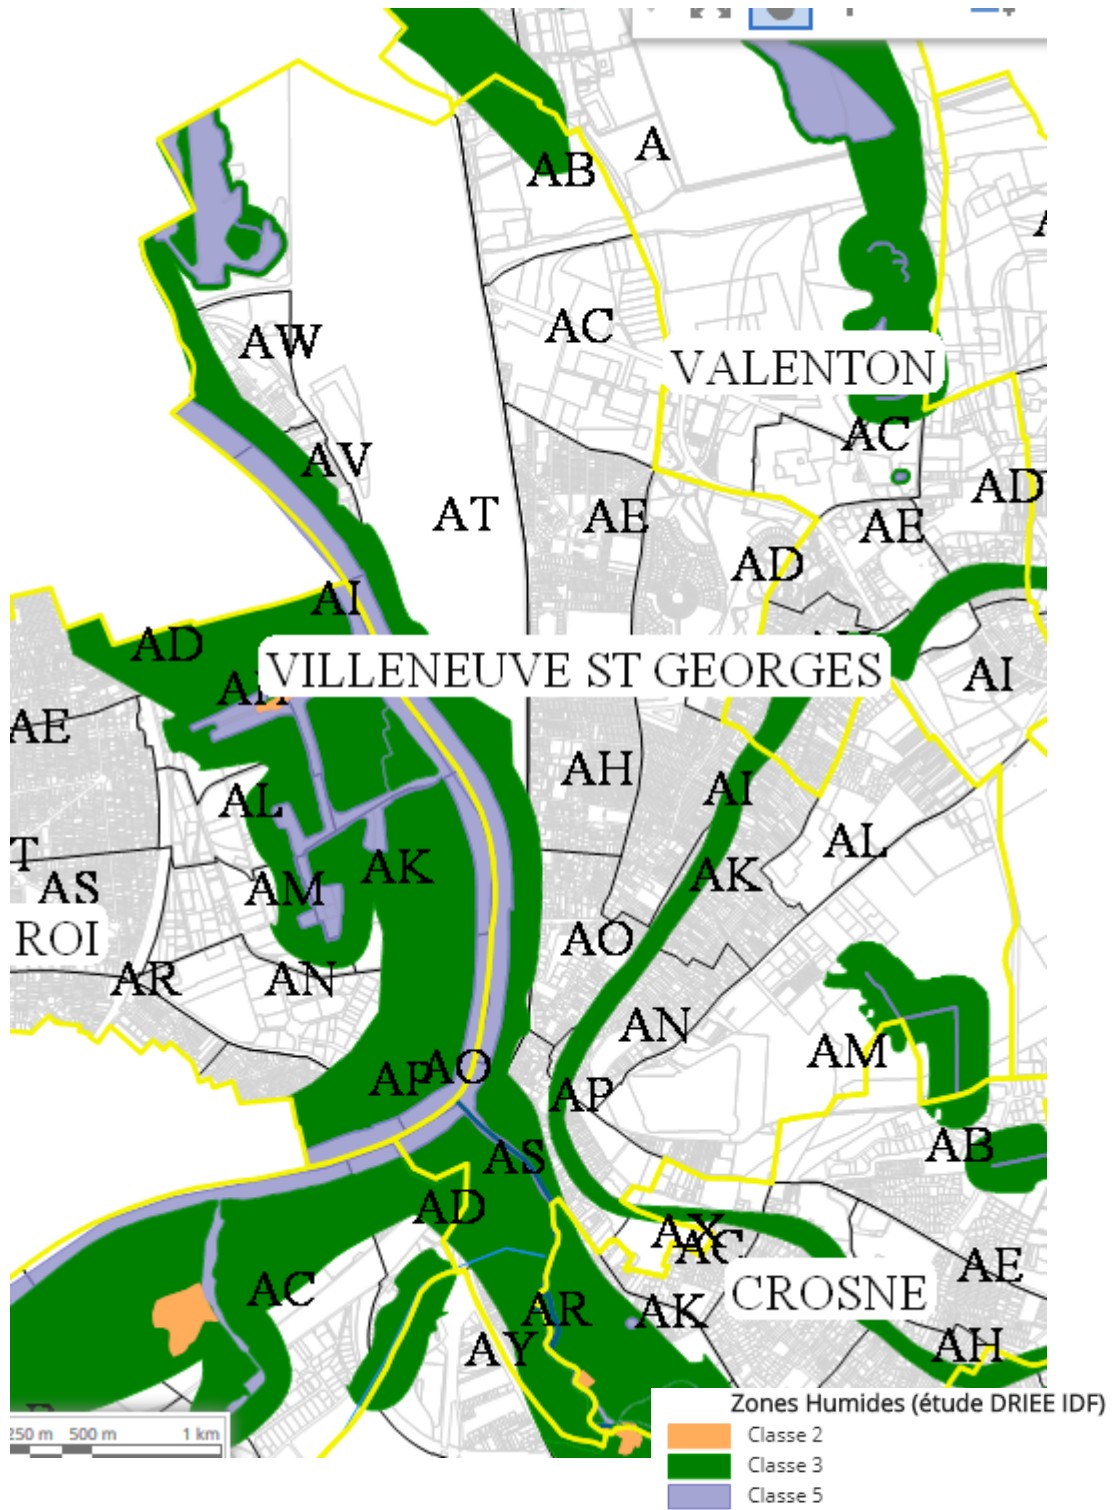 A
AB
AC
AW
VALENTON
AC
AV
AD
AT
AE
AE
AD
AI
AD
VILLENEUVE ST GEORGES
AI
AE
AH
AI
AL
AL
AK
AK
AS
AM
ROI
AO
AR
AN
AN
AM
AP
AO
AP
AS
AB
AD
AX
AC
AE
AC
CROSNE
AR
AK
AY
AH
250 m 500 m 1 km
Zones Humides (étude DRIEE IDF)
Classe 2
Classe 3
Classe 5